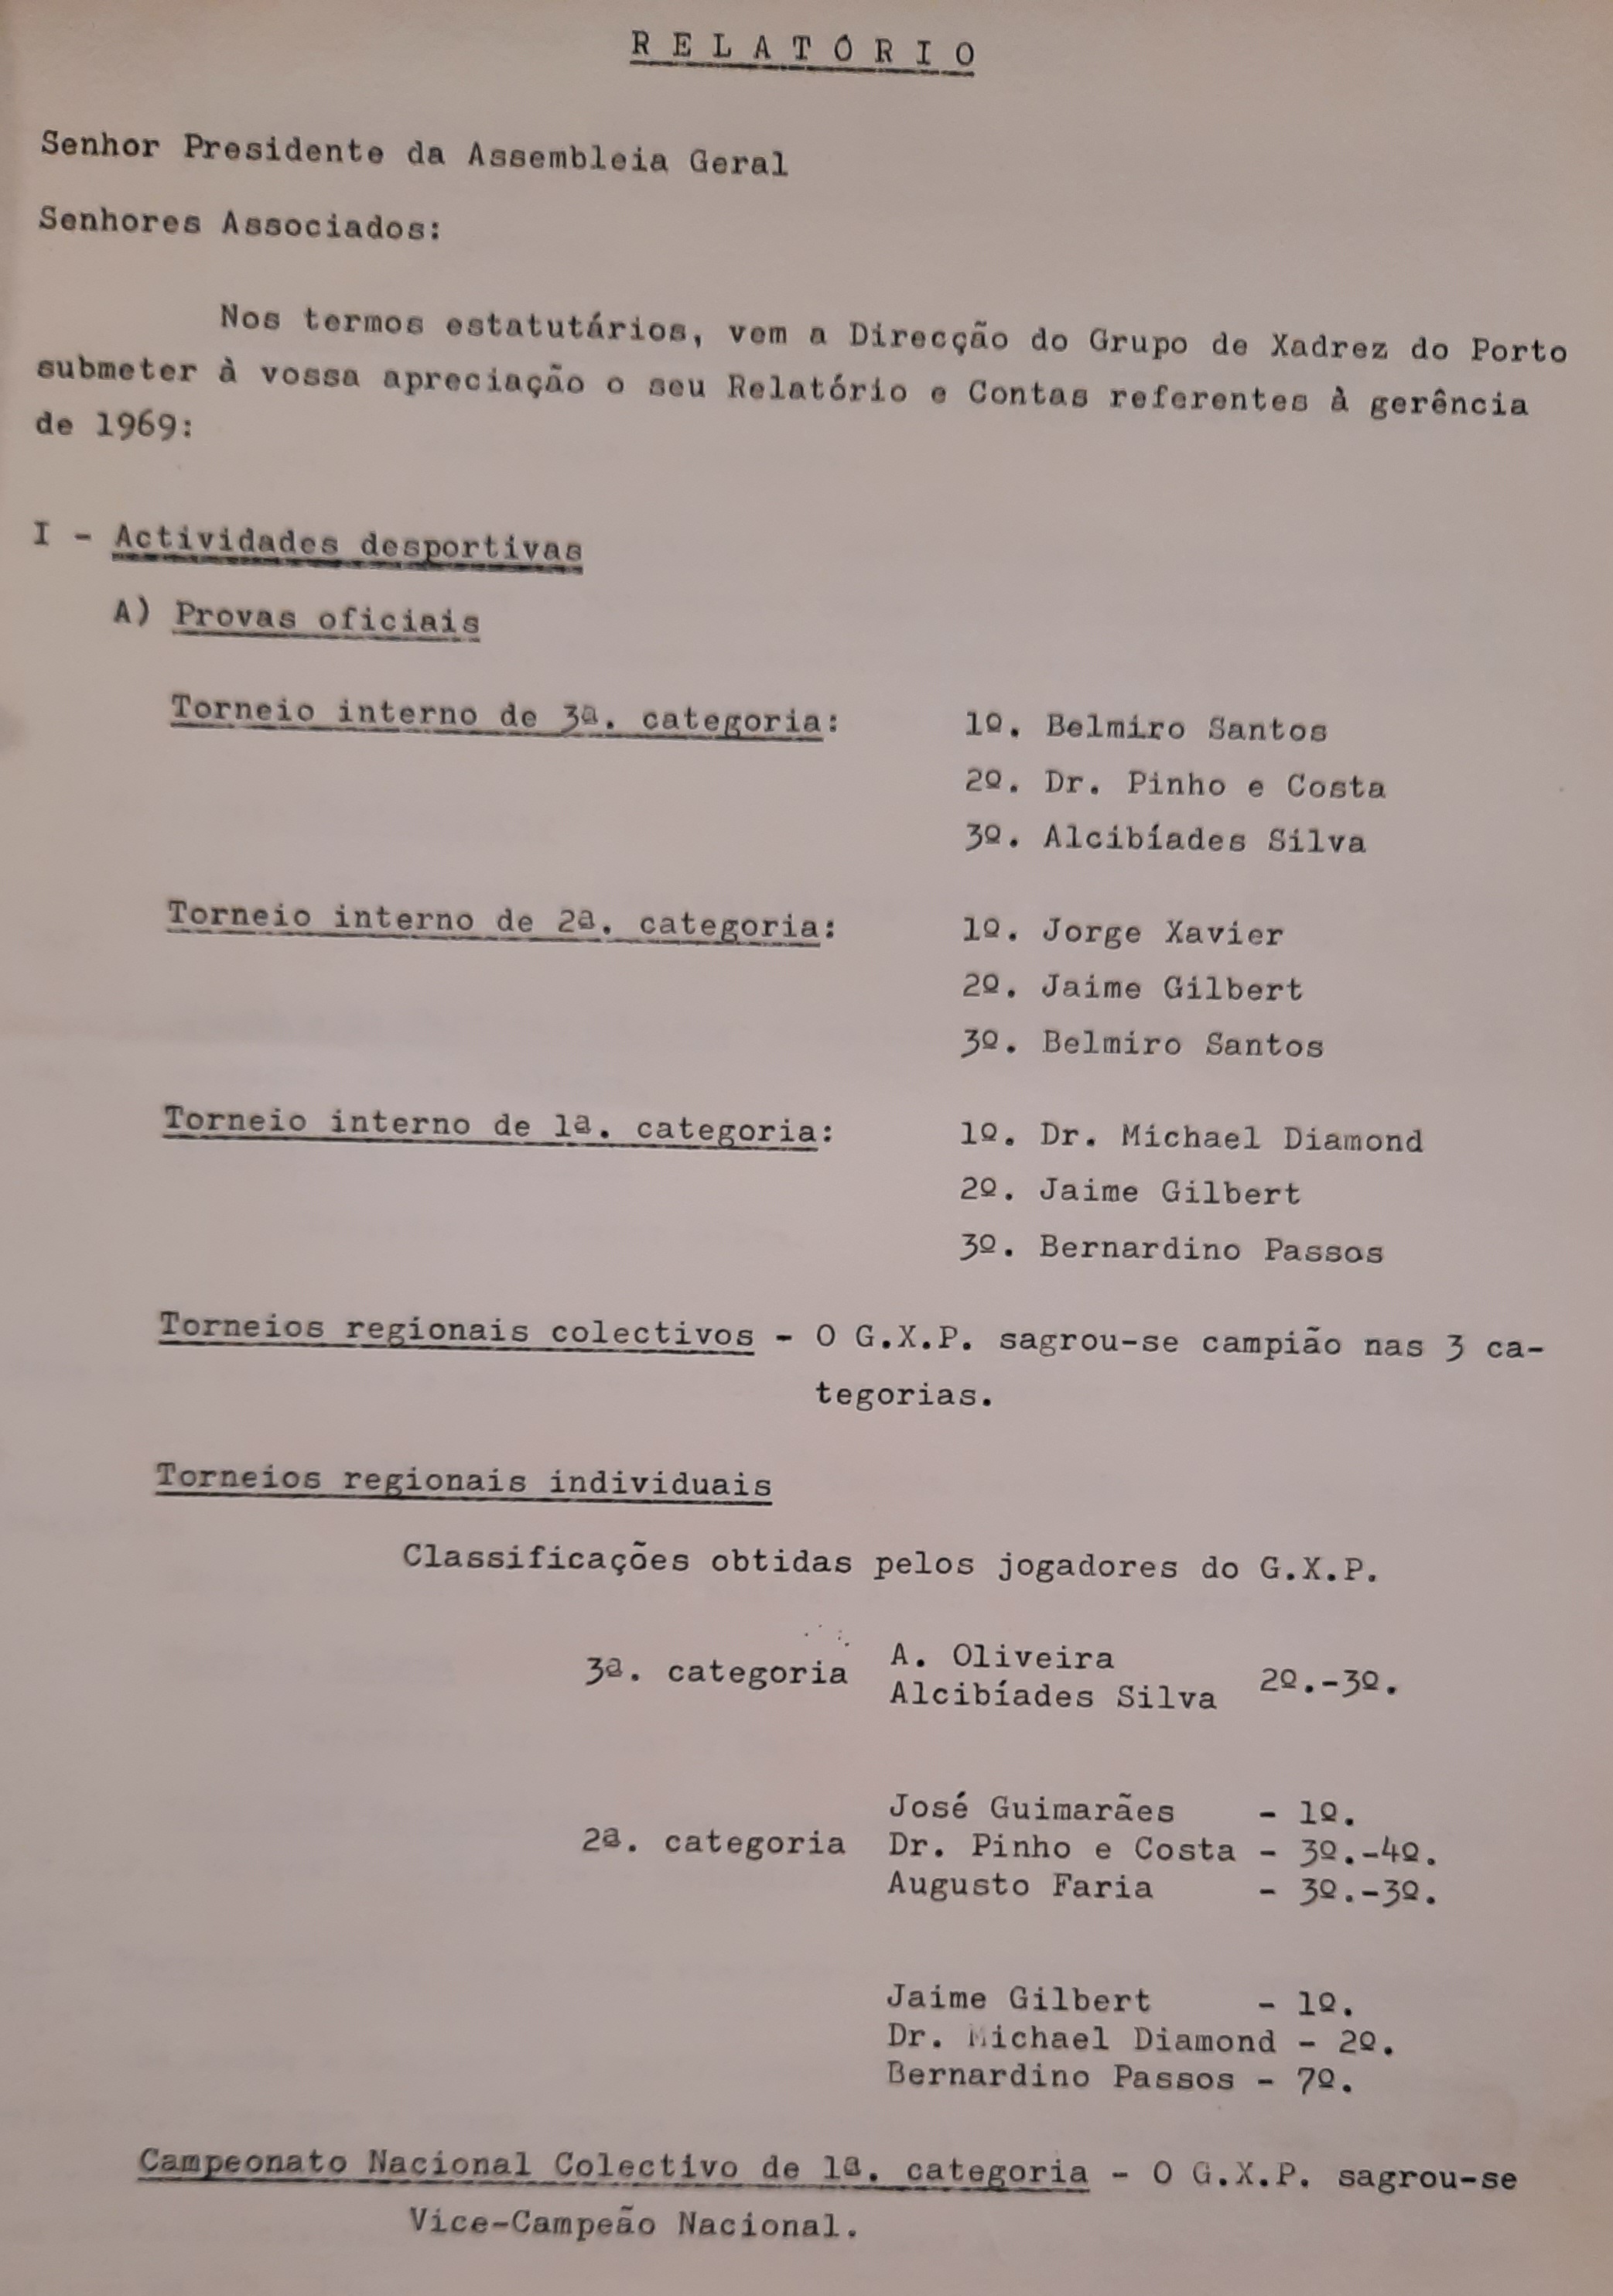 RELATÓRIO
Senhor Presidente da Assembleia Geral
Senhores Associados:
Nos termos estatutários, vem a Direcção do Grupo de Xadrez do Porto
submeter à vossa apreciação o seu Relatório e Contas referentes à gerência
de 1969:
I - Actividades desportivas
A) Provas oficiais
Torneio interno de 3ª. categoria: 1º. Belmiro Santos
2º. Dr. Pinho e Costa
3º. Alcibíades Silva
Torneio interno de 2ª. categoria: 1º. Jorge Xavier
2º. Jaime Gilbert
3º. Belmiro Santos
Torneio interno de 1ª. categoria: 1º. Dr. Michael Diamond
2º. Jaime Gilbert
3º. Bernardino Passos
Torneios regionais colectivos - O G.X.P. sagrou-se campião nas 3 ca-
tegorias.
Torneios regionais individuais
Classificações obtidas pelos jogadores do G.X.P.
A. Oliveira
3ª. categoria Alcibíades Silva 2º.-3º.
José Guimarães - 1º.
2ª. categoria Dr. Pinho e Costa - 3º.-4º.
Augusto Faria - 3º.-3º.
Jaime Gilbert - 1º.
Dr. Michael Diamond - 2º.
Bernardino Passos - 7º.
Campeonato Nacional Colectivo de 1ª. categoria - O G.X.P. sagrou-se
Vice-Campeão Nacional.